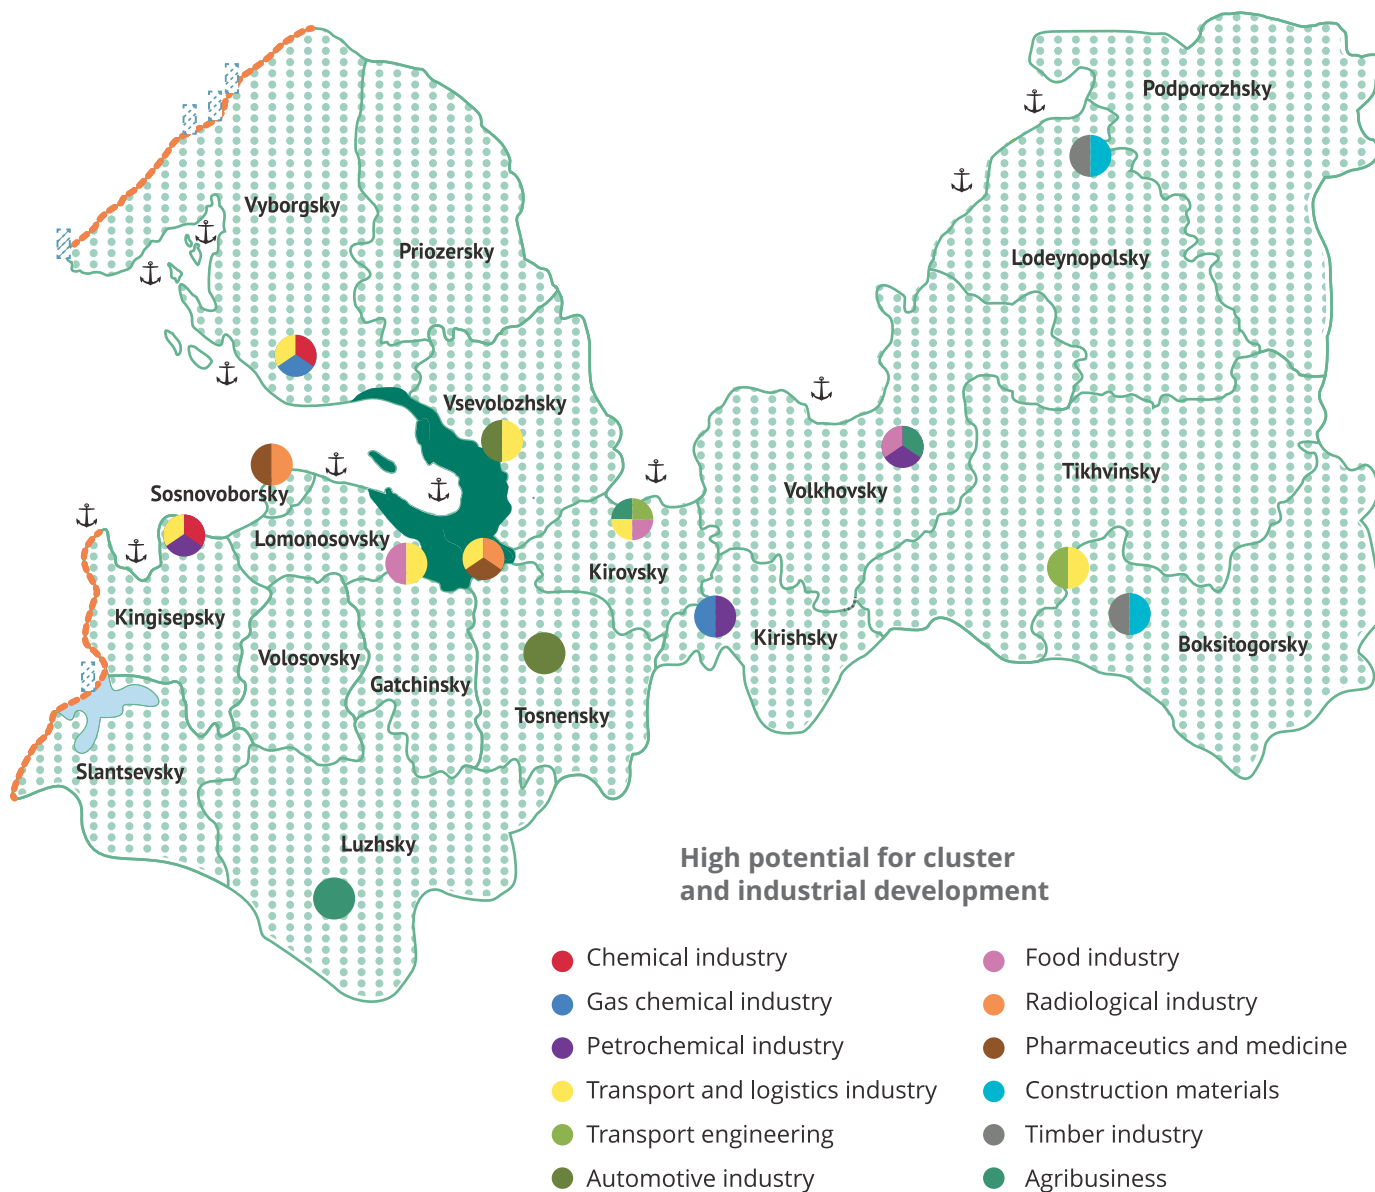 Podporozhsky
Vyborgsky
Priozersky
Lodeynopolsky
Vsevolozhsky
Tikhvinsky
Volkhovsky
Sosnovoborsky
Lomonosovsky
Kirovsky
Kingisepsky
Kirishsky
Boksitogorsky
Volosovsky
Gatchinsky
Tosnensky
Slantsevsky
Luzhsky
High potential for cluster
and industrial development
Chemical industry
Gas chemical industry
Petrochemical industry
Transport and logistics industry
Transport engineering
Automotive industry
Food industry
Radiological industry
Pharmaceutics and medicine
Construction materials
Timber industry
Agribusiness